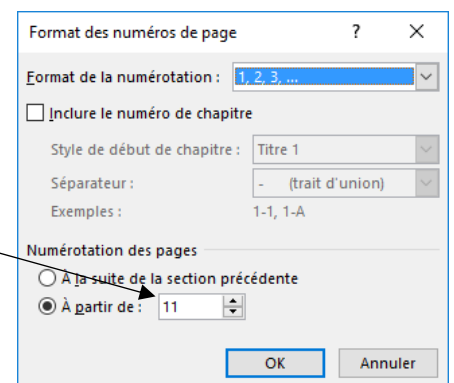 Format des numéros de page ? ×
Format de la numérotation : 1, 2, 3, ...
Inclure le numéro de chapitre
Style de début de chapitre : Titre 1
Séparateur : - (trait d'union)
Exemples : 1-1, 1-A
Numérotation des pages
À la suite de la section précédente
À partir de : 11
OK Annuler